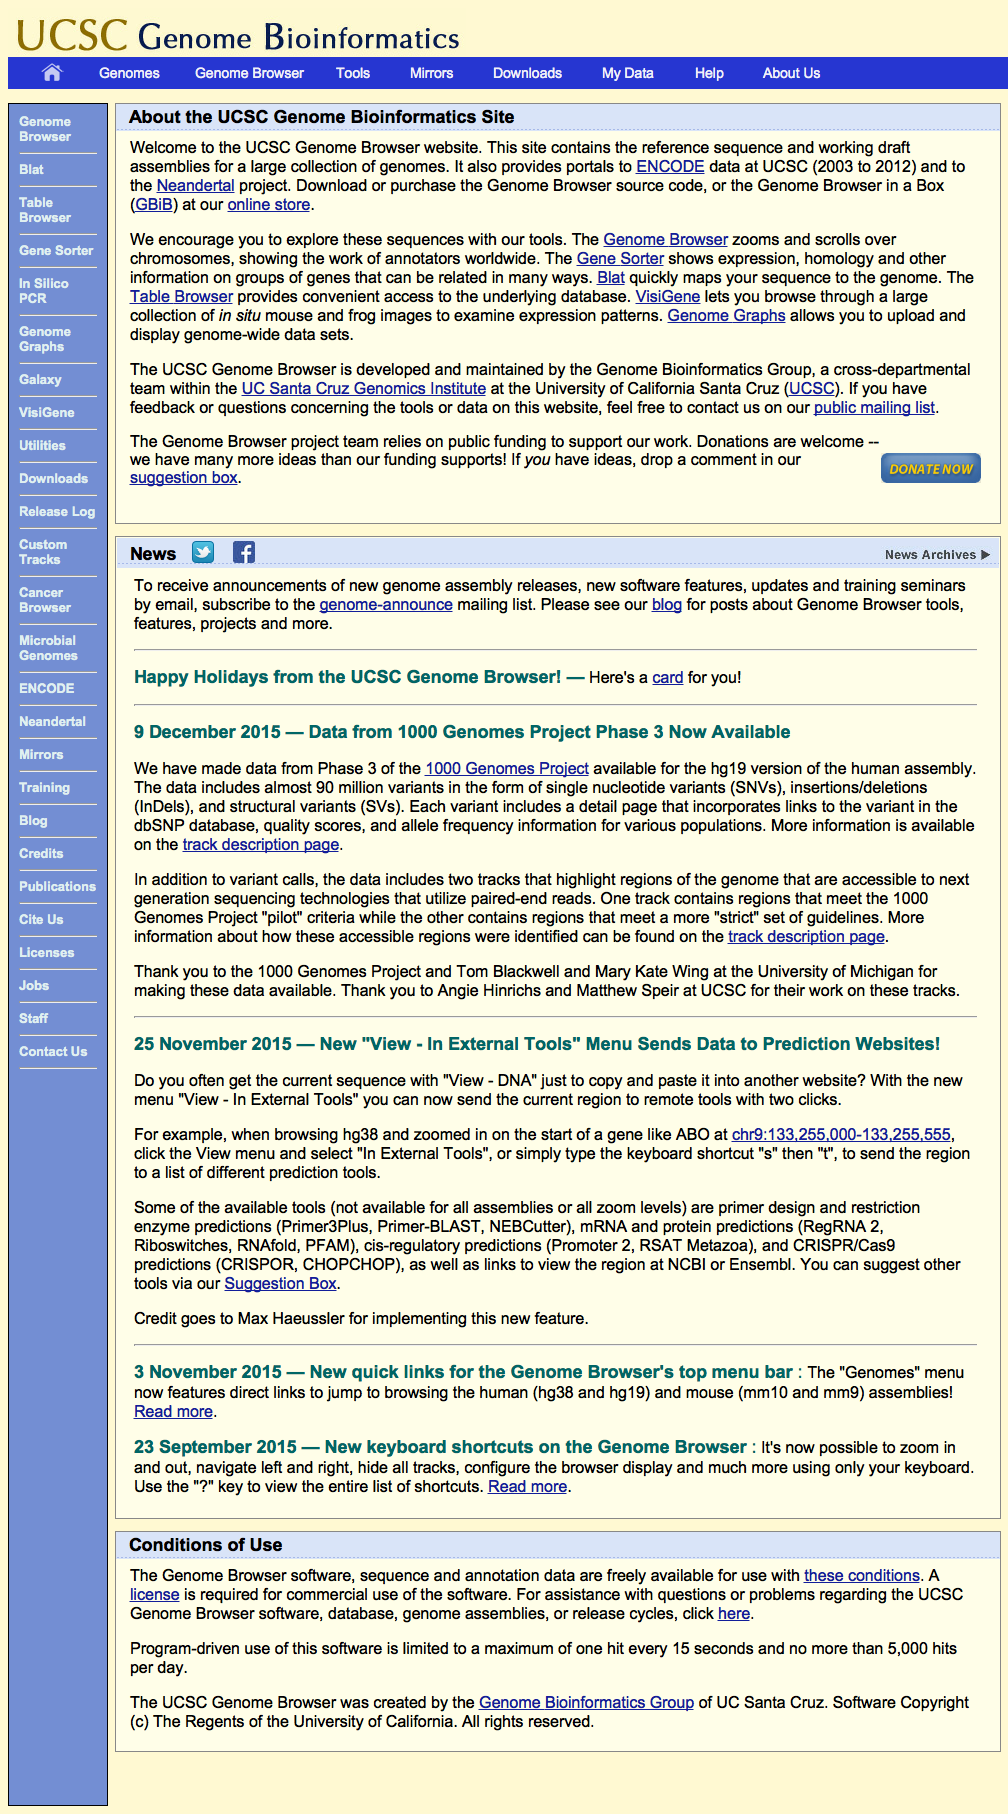 UCSC Genome Bioinformatics
Genomes Genome Browser Tools Mirrors Downloads My Data Help About Us
Genome
Browser
Blat
Table
Browser
Gene Sorter
In Silico
PCR
Genome
Graphs
Galaxy
VisiGene
Utilities
Downloads
Release Log
Custom
Tracks
Cancer
Browser
Microbial
Genomes
ENCODE
Neandertal
Mirrors
Training
Blog
Credits
Publications
Cite Us
Licenses
Jobs
Staff
Contact Us
About the UCSC Genome Bioinformatics Site
Welcome to the UCSC Genome Browser website. This site contains the reference sequence and working draft
assemblies for a large collection of genomes. It also provides portals to ENCODE data at UCSC (2003 to 2012) and to
the Neandertal project. Download or purchase the Genome Browser source code, or the Genome Browser in a Box
(GBiB) at our online store.
We encourage you to explore these sequences with our tools. The Genome Browser zooms and scrolls over
chromosomes, showing the work of annotators worldwide. The Gene Sorter shows expression, homology and other
information on groups of genes that can be related in many ways. Blat quickly maps your sequence to the genome. The
Table Browser provides convenient access to the underlying database. VisiGene lets you browse through a large
collection of in situ mouse and frog images to examine expression patterns. Genome Graphs allows you to upload and
display genome-wide data sets.
The UCSC Genome Browser is developed and maintained by the Genome Bioinformatics Group, a cross-departmental
team within the UC Santa Cruz Genomics Institute at the University of California Santa Cruz (UCSC). If you have
feedback or questions concerning the tools or data on this website, feel free to contact us on our public mailing list.
The Genome Browser project team relies on public funding to support our work. Donations are welcome --
we have many more ideas than our funding supports! If you have ideas, drop a comment in our
suggestion box.
DONATE NOW
News
News Archives ▶
To receive announcements of new genome assembly releases, new software features, updates and training seminars
by email, subscribe to the genome-announce mailing list. Please see our blog for posts about Genome Browser tools,
features, projects and more.
Happy Holidays from the UCSC Genome Browser! — Here's a card for you!
9 December 2015 — Data from 1000 Genomes Project Phase 3 Now Available
We have made data from Phase 3 of the 1000 Genomes Project available for the hg19 version of the human assembly.
The data includes almost 90 million variants in the form of single nucleotide variants (SNVs), insertions/deletions
(InDels), and structural variants (SVs). Each variant includes a detail page that incorporates links to the variant in the
dbSNP database, quality scores, and allele frequency information for various populations. More information is available
on the track description page.
In addition to variant calls, the data includes two tracks that highlight regions of the genome that are accessible to next
generation sequencing technologies that utilize paired-end reads. One track contains regions that meet the 1000
Genomes Project "pilot" criteria while the other contains regions that meet a more "strict" set of guidelines. More
information about how these accessible regions were identified can be found on the track description page.
Thank you to the 1000 Genomes Project and Tom Blackwell and Mary Kate Wing at the University of Michigan for
making these data available. Thank you to Angie Hinrichs and Matthew Speir at UCSC for their work on these tracks.
25 November 2015 — New "View - In External Tools" Menu Sends Data to Prediction Websites!
Do you often get the current sequence with "View - DNA" just to copy and paste it into another website? With the new
menu "View - In External Tools" you can now send the current region to remote tools with two clicks.
For example, when browsing hg38 and zoomed in on the start of a gene like ABO at chr9:133,255,000-133,255,555,
click the View menu and select "In External Tools", or simply type the keyboard shortcut "s" then "t", to send the region
to a list of different prediction tools.
Some of the available tools (not available for all assemblies or all zoom levels) are primer design and restriction
enzyme predictions (Primer3Plus, Primer-BLAST, NEBCutter), mRNA and protein predictions (RegRNA 2,
Riboswitches, RNAfold, PFAM), cis-regulatory predictions (Promoter 2, RSAT Metazoa), and CRISPR/Cas9
predictions (CRISPOR, CHOPCHOP), as well as links to view the region at NCBI or Ensembl. You can suggest other
tools via our Suggestion Box.
Credit goes to Max Haeussler for implementing this new feature.
3 November 2015 — New quick links for the Genome Browser's top menu bar : The "Genomes" menu
now features direct links to jump to browsing the human (hg38 and hg19) and mouse (mm10 and mm9) assemblies!
Read more.
23 September 2015 — New keyboard shortcuts on the Genome Browser : It's now possible to zoom in
and out, navigate left and right, hide all tracks, configure the browser display and much more using only your keyboard.
Use the "?" key to view the entire list of shortcuts. Read more.
Conditions of Use
The Genome Browser software, sequence and annotation data are freely available for use with these conditions. A
license is required for commercial use of the software. For assistance with questions or problems regarding the UCSC
Genome Browser software, database, genome assemblies, or release cycles, click here.
Program-driven use of this software is limited to a maximum of one hit every 15 seconds and no more than 5,000 hits
per day.
The UCSC Genome Browser was created by the Genome Bioinformatics Group of UC Santa Cruz. Software Copyright
(c) The Regents of the University of California. All rights reserved.